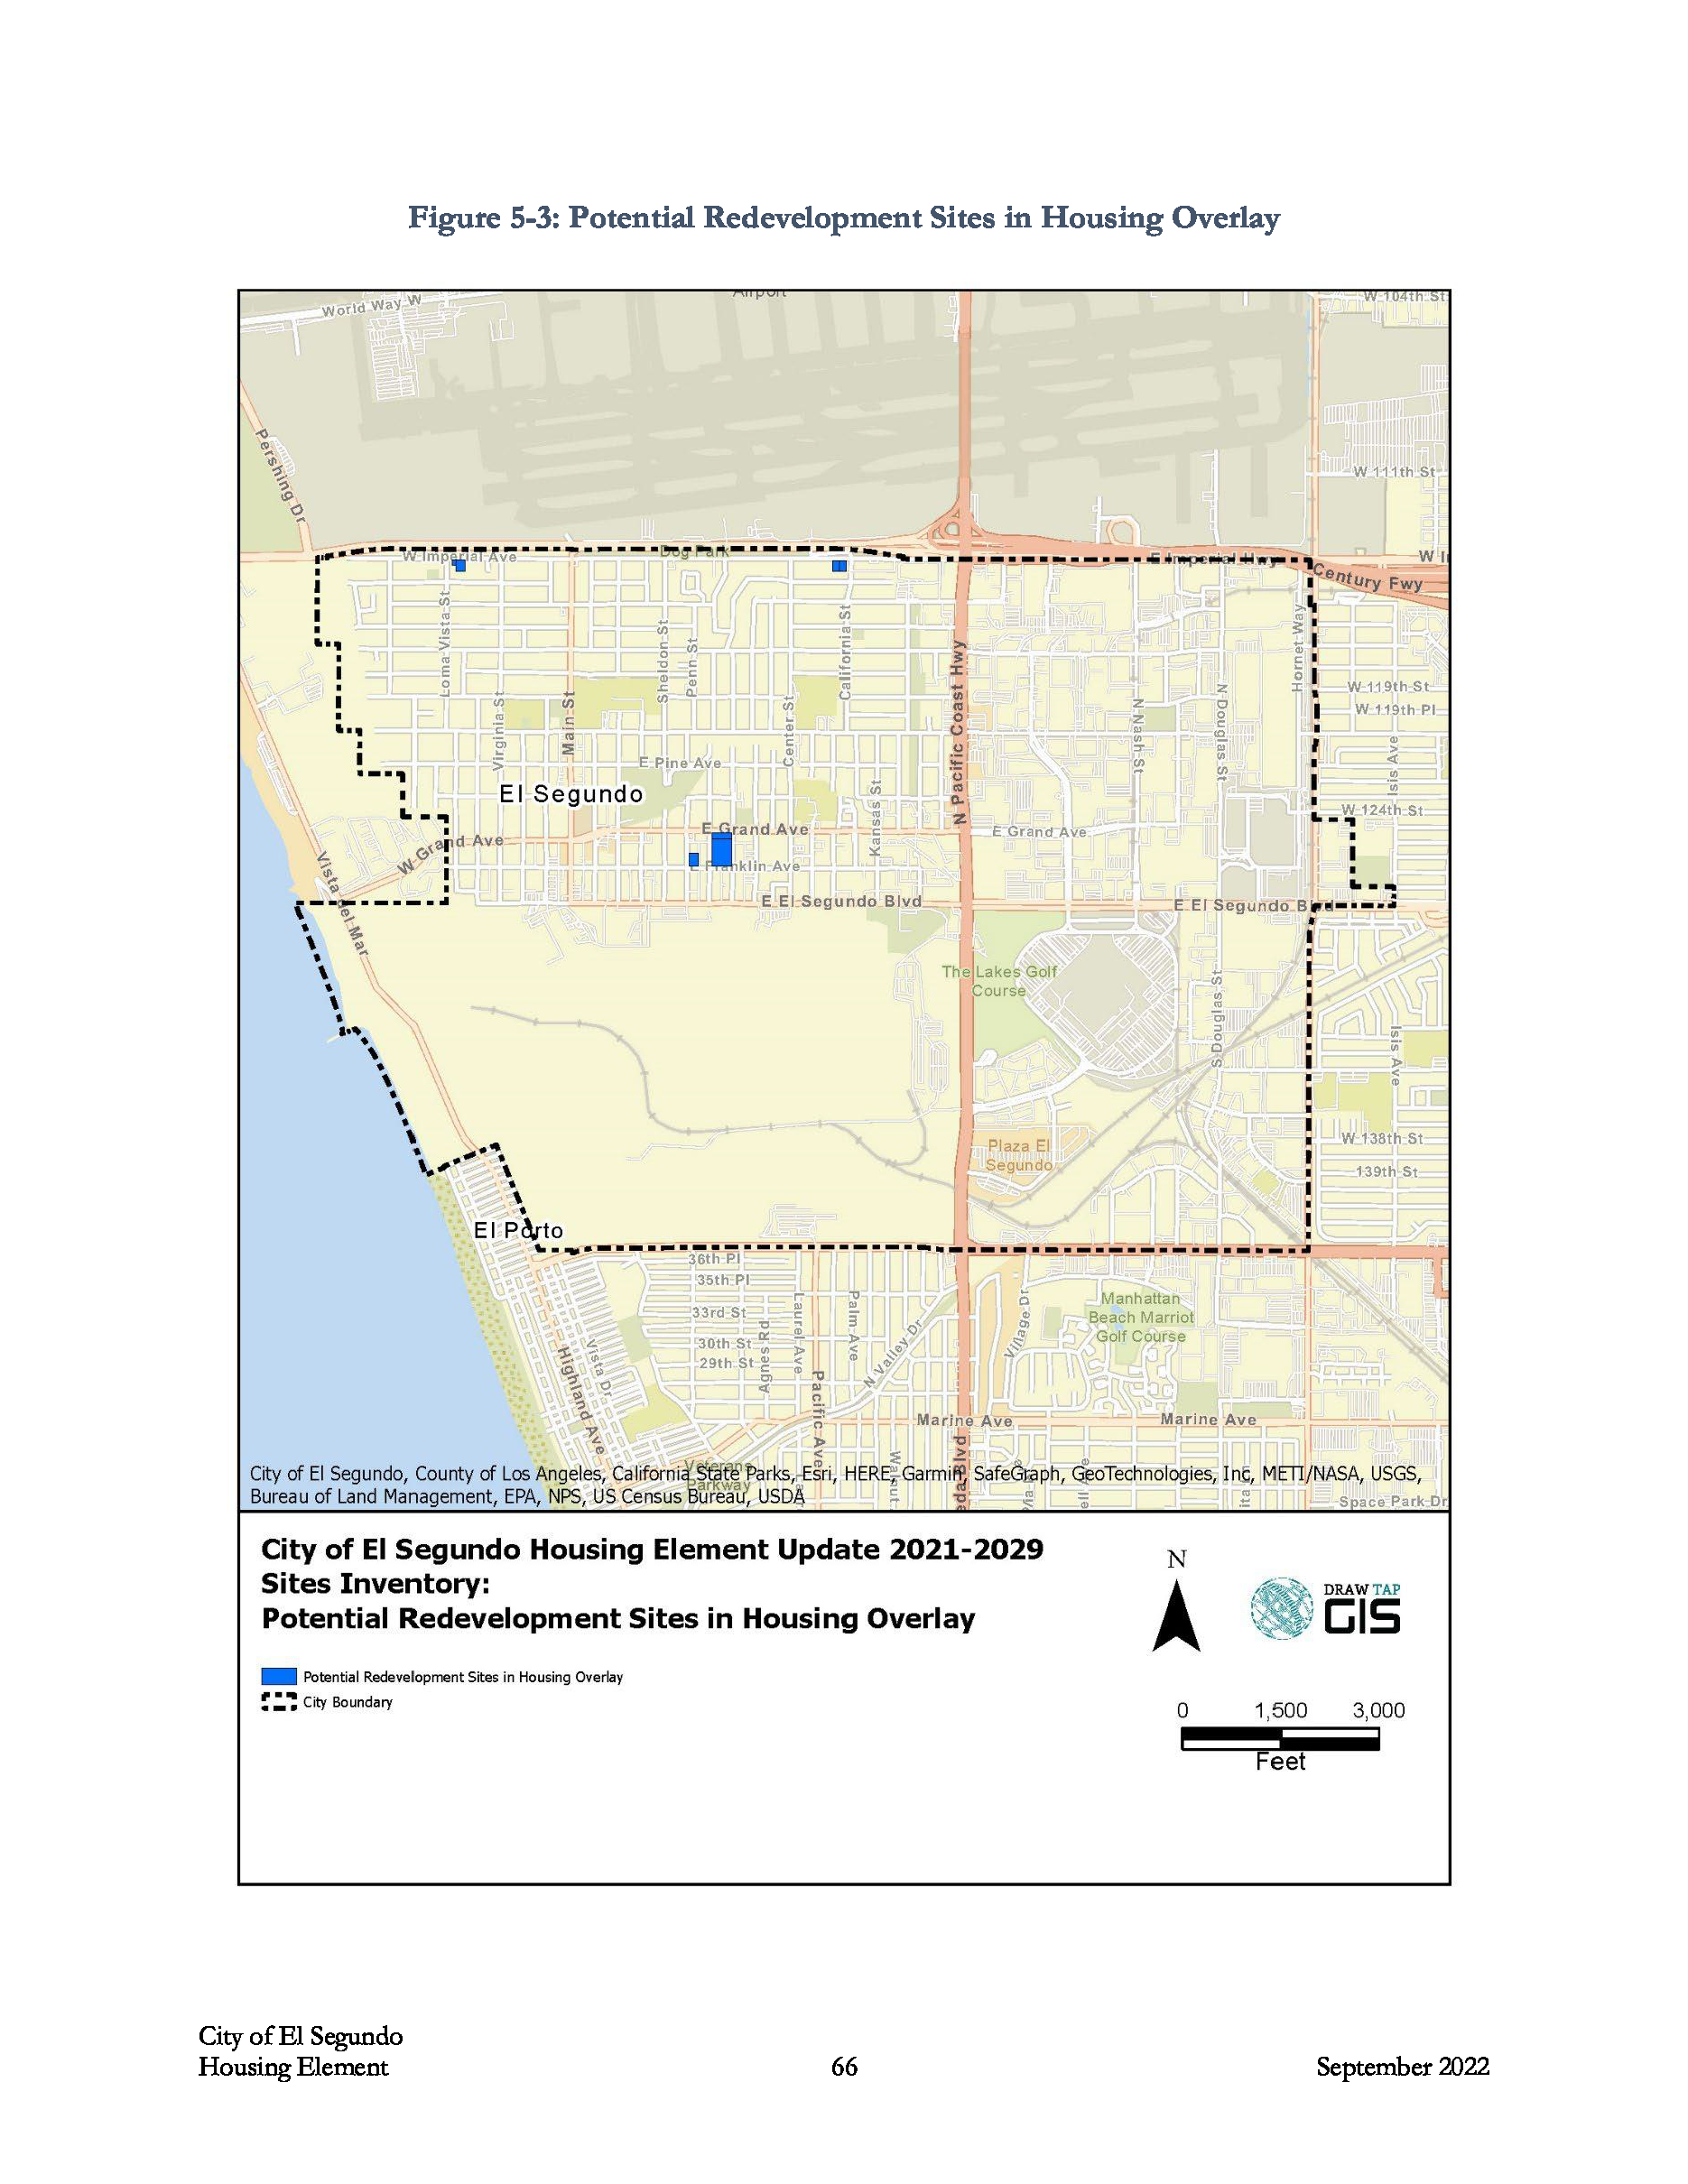 Figure 5-3: Potential Redevelopment Sites in Housing Overlay
Airport
World Way W
W 104th St
Pershing Dr
W 111th St
W Imperial Ave
Dog Park
E Imperial Hwy
Century Fwy
Loma Vista St
Sheldon St
Penn St
California St
N Pacific Coast Hwy
Hornet Way
W 119th St
W 119th Pl
Virginia St
Main St
Center St
N Nash St
N Douglas St
Isis Ave
E Pine Ave
El Segundo
Kansas St
W 124th St
E Grand Ave
E Grand Ave
W Grand Ave
E Franklin Ave
E El Segundo Blvd
E El Segundo Blvd
Vista del Mar
The Lakes Golf
Course
S Douglas St
Isis Ave
Plaza El
Segundo
W 138th St
139th St
El Porto
36th Pl
35th Pl
33rd St
30th St
29th St
Agnes Rd
Laurel Ave
Palm Ave
N Valley Dr
Village Dr
Manhattan
Beach Marriot
Golf Course
Vista Dr
Highland Ave
Pacific Ave
Marine Ave
Marine Ave
Veterans
Parkway
Space Park Dr
City of El Segundo, County of Los Angeles, California State Parks, Esri, HERE, Garmin, SafeGraph, GeoTechnologies, Inc, METI/NASA, USGS,
Bureau of Land Management, EPA, NPS, US Census Bureau, USDA
City of El Segundo Housing Element Update 2021-2029
Sites Inventory:
Potential Redevelopment Sites in Housing Overlay
N
DRAW TAP
GIS
Potential Redevelopment Sites in Housing Overlay
City Boundary
0 1,500 3,000
Feet
City of El Segundo
Housing Element 66 September 2022